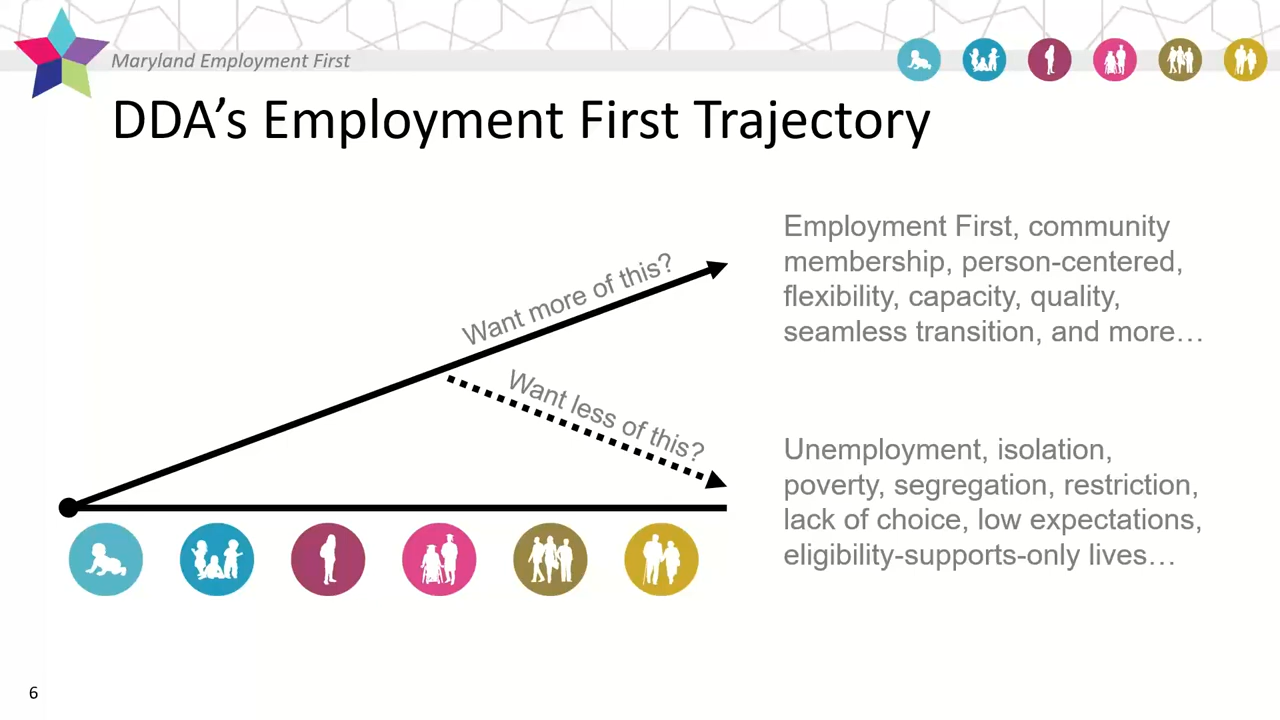 Maryland Employment First
DDA’s Employment First Trajectory
Want more of this?
Want less of this?
Employment First, community
membership, person-centered,
flexibility, capacity, quality,
seamless transition, and more…
Unemployment, isolation,
poverty, segregation, restriction,
lack of choice, low expectations,
eligibility-supports-only lives…
6